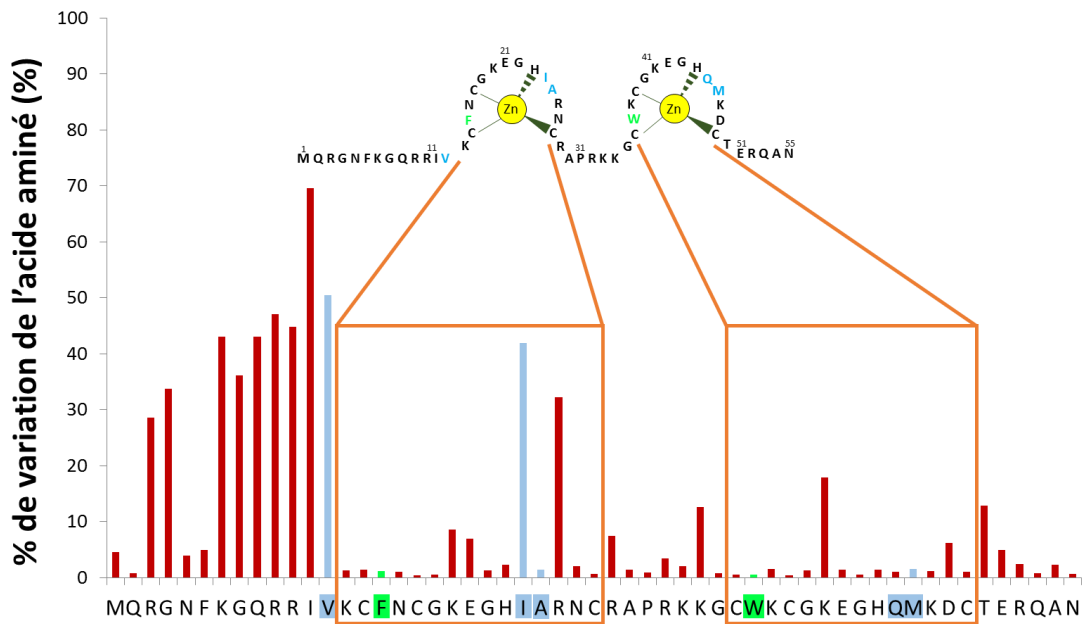 % de variation de l'acide aminé (%)
100
90
80
70
60
50
40
30
20
10
0
1 11 21 31 41 51 55
M Q R G N F K G Q R R I V K C F N C G K E G H I A R N C R A P R K K G C W K C G K E G H Q M K D C T E R Q A N
Zn
Zn
M Q R G N F K G Q R R I V K C F N C G K E G H I A R N C R A P R K K G C W K C G K E G H Q M K D C T E R Q A N